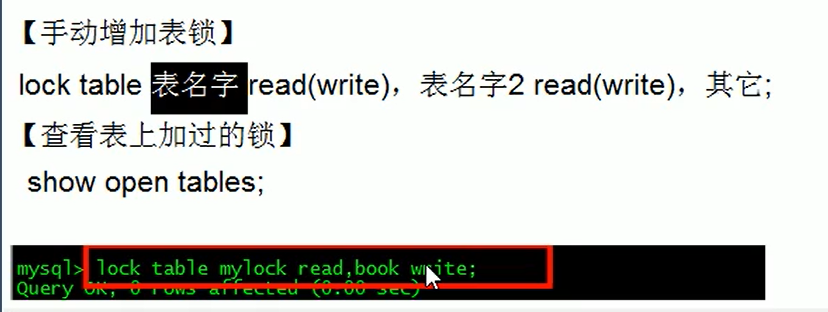 【手动增加表锁】
lock table 表名字 read(write)，表名字2 read(write)，其它;
【查看表上加过的锁】
show open tables;
mysql> lock table mylock read,book write;
Query OK, 0 rows affected (0.00 sec)